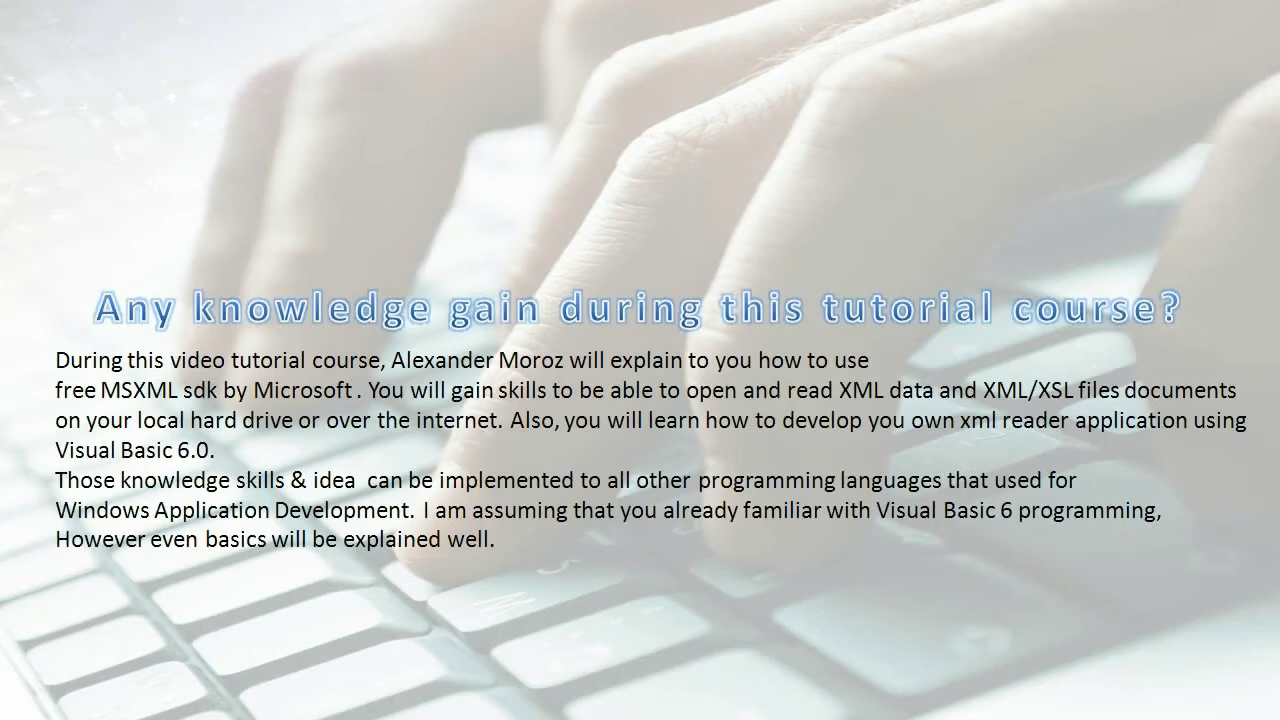 Any knowledge gain during this tutorial course?
During this video tutorial course, Alexander Moroz will explain to you how to use
free MSXML sdk by Microsoft . You will gain skills to be able to open and read XML data and XML/XSL files documents
on your local hard drive or over the internet. Also, you will learn how to develop you own xml reader application using
Visual Basic 6.0.
Those knowledge skills & idea can be implemented to all other programming languages that used for
Windows Application Development. I am assuming that you already familiar with Visual Basic 6 programming,
However even basics will be explained well.